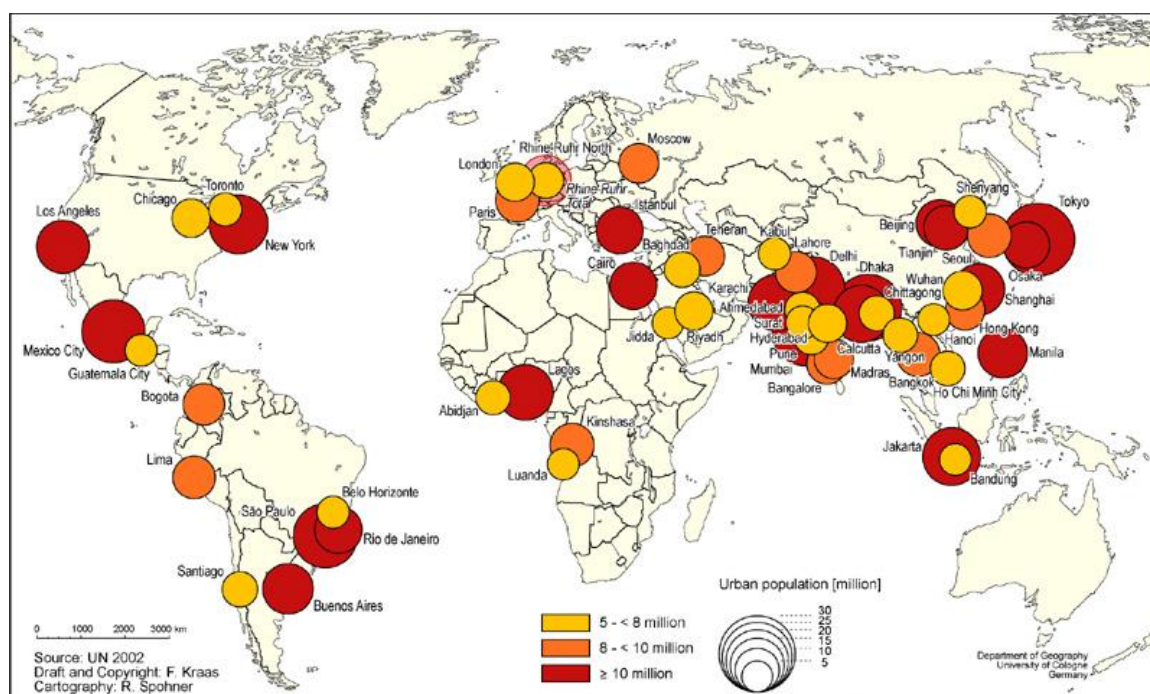 Toronto
Chicago
Los Angeles
New York
Mexico City
Guatemala City
Bogota
Lima
Belo Horizonte
São Paulo
Rio de Janeiro
Santiago
Buenos Aires
Rhine-Ruhr North
London
Rhine-Ruhr
Total
Paris
Moscow
Istanbul
Baghdad
Teheran
Cairo
Jidda
Riyadh
Lagos
Abidjan
Kinshasa
Luanda
Kabul
Lahore
Delhi
Dhaka
Karachi
Ahmedabad
Surat
Hyderabad
Pune
Mumbai
Bangalore
Chittagong
Calcutta
Madras
Yangon
Bangkok
Shenyang
Beijing
Tianjin
Seoul
Tokyo
Osaka
Wuhan
Shanghai
Hong Kong
Hanoi
Manila
Ho Chi Minh City
Jakarta
Bandung
0 1000 2000 3000 km
Source: UN 2002
Draft and Copyright: F. Kraas
Cartography: R. Spohner
5 - < 8 million
8 - < 10 million
≥ 10 million
Urban population [million]
30
25
20
15
10
5
Department of Geography
University of Cologne
Germany